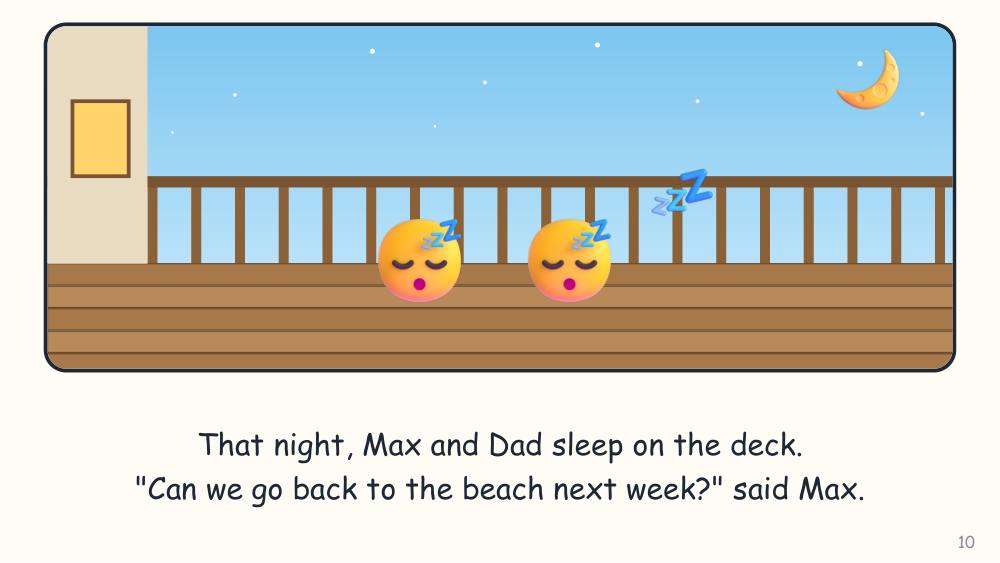 That night, Max and Dad sleep on the deck.
"Can we go back to the beach next week?" said Max.
10